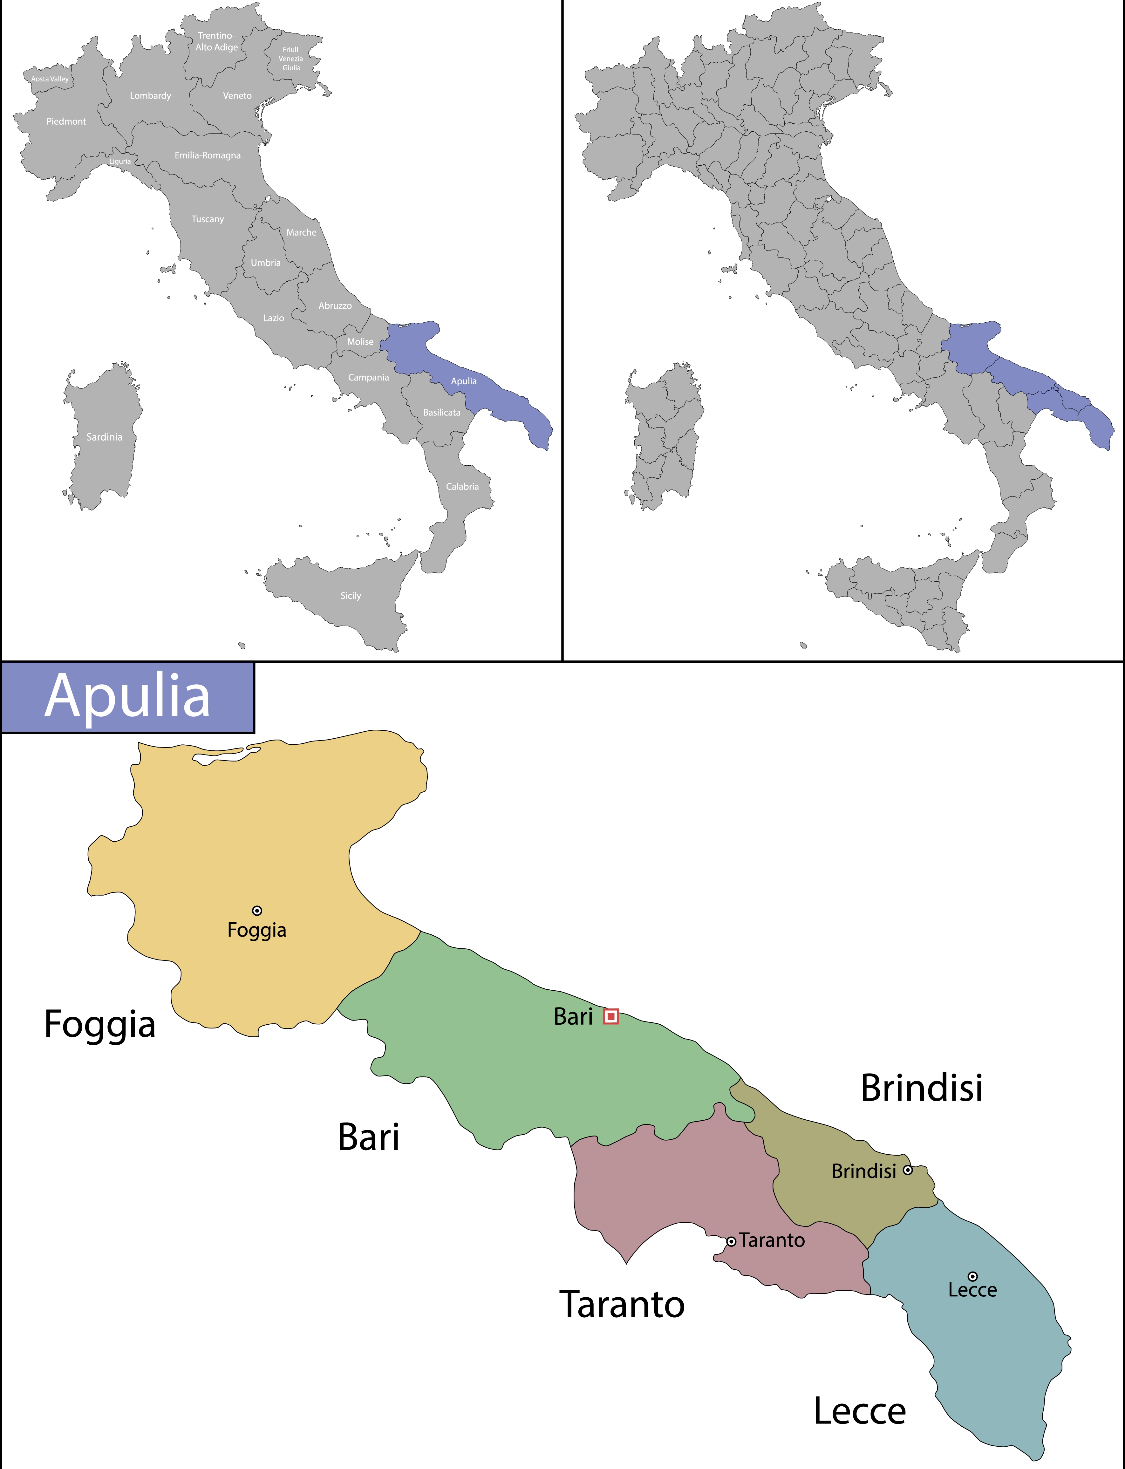 Trentino
Alto Adige
Friuli
Venezia
Giulia
Aosta Valley
Lombardy
Veneto
Piedmont
Emilia-Romagna
Liguria
Tuscany
Marche
Umbria
Abruzzo
Lazio
Molise
Campania
Apulia
Basilicata
Sardinia
Calabria
Sicily
Apulia
Foggia
Foggia
Bari
Bari
Brindisi
Brindisi
Taranto
Taranto
Lecce
Lecce